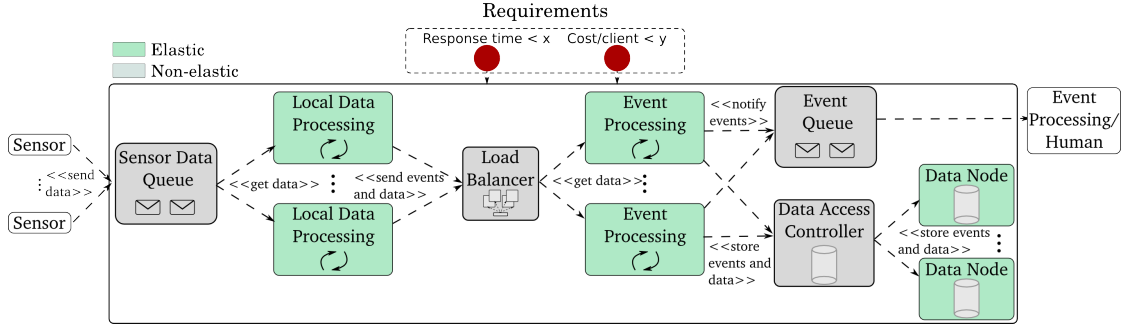 Requirements
Response time < x
Cost/client < y
Elastic
Non-elastic
Sensor
<<send
data>>
Sensor
Sensor Data
Queue
<<get data>>
Local Data
Processing
Local Data
Processing
<<send events
and data>>
Load
Balancer
<<get data>>
Event
Processing
Event
Processing
<<notify
events>>
<<store
events and
data>>
Event
Queue
Data Access
Controller
<<store events
and data>>
Data Node
Data Node
Event
Processing/
Human